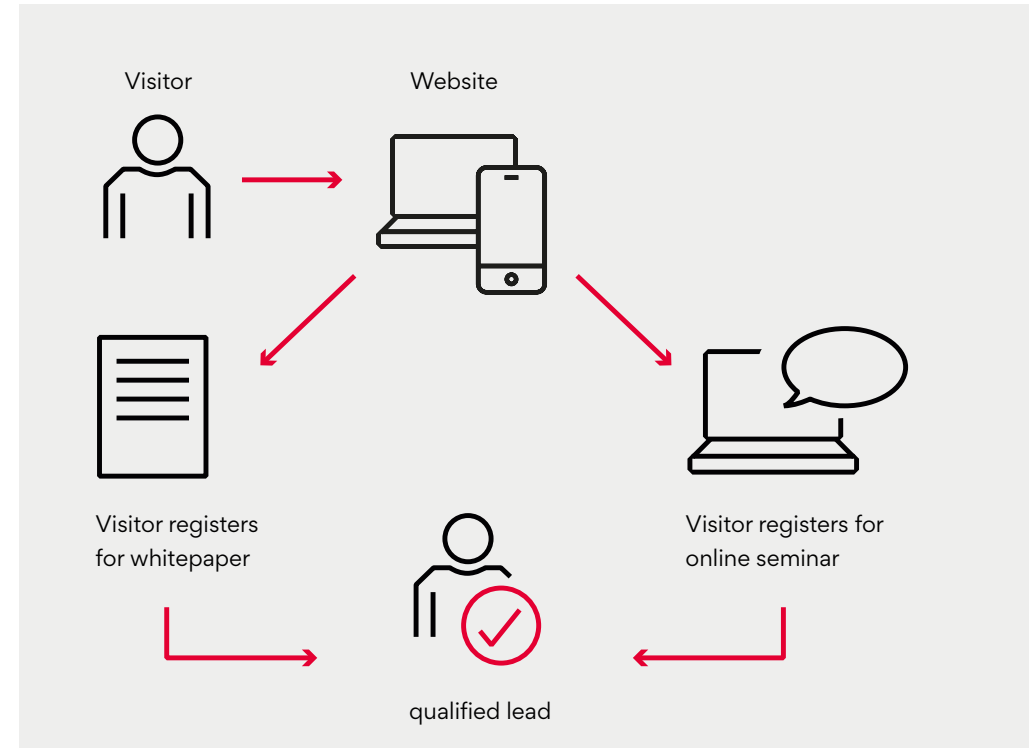 Visitor
Website
Visitor registers
for whitepaper
Visitor registers for
online seminar
qualified lead